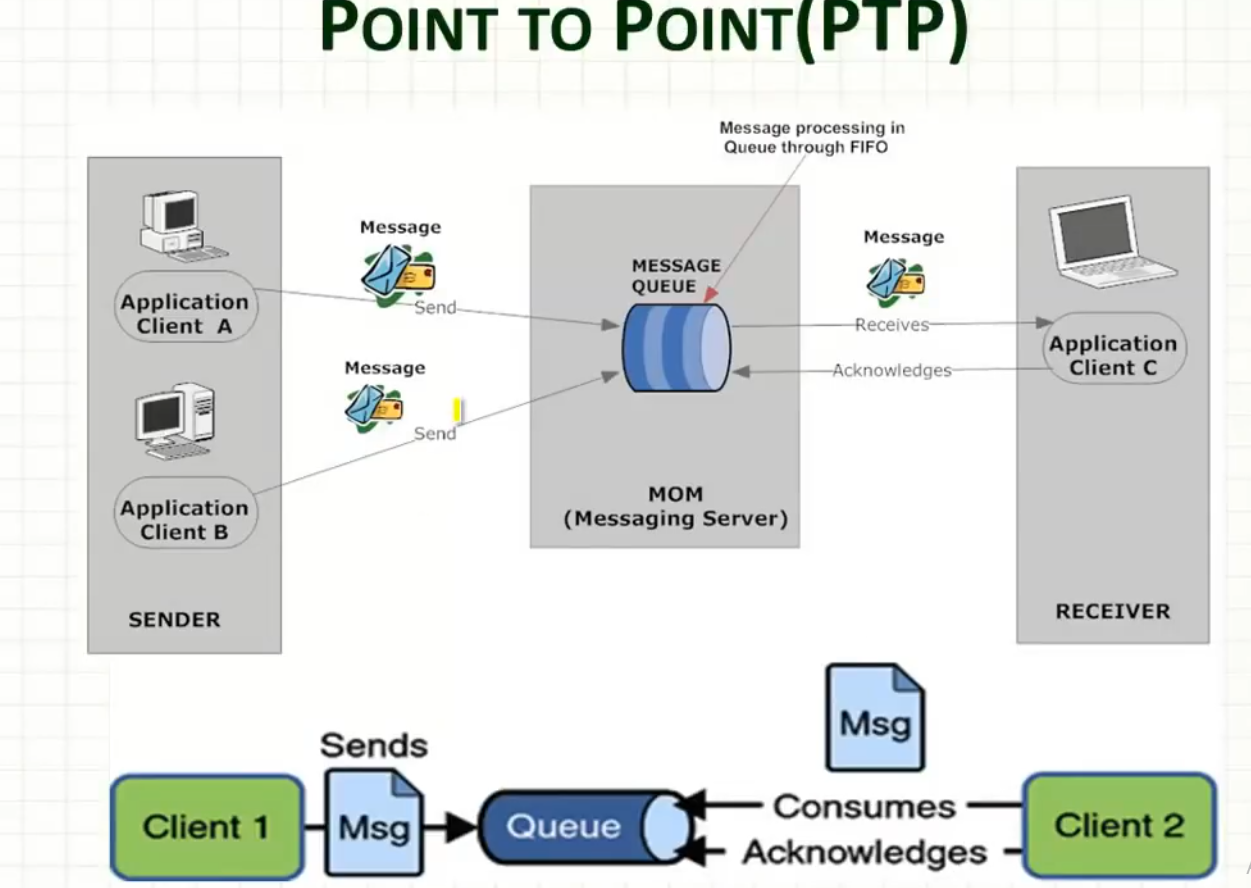 POINT TO POINT(PTP)
Message processing in
Queue through FIFO
Message
Message
MESSAGE
QUEUE
Application
Client A
Send
Receives
Application
Client C
Message
Acknowledges
Send
MOM
(Messaging Server)
Application
Client B
SENDER
RECEIVER
Msg
Sends
Client 1
Msg
Queue
Consumes
Acknowledges
Client 2